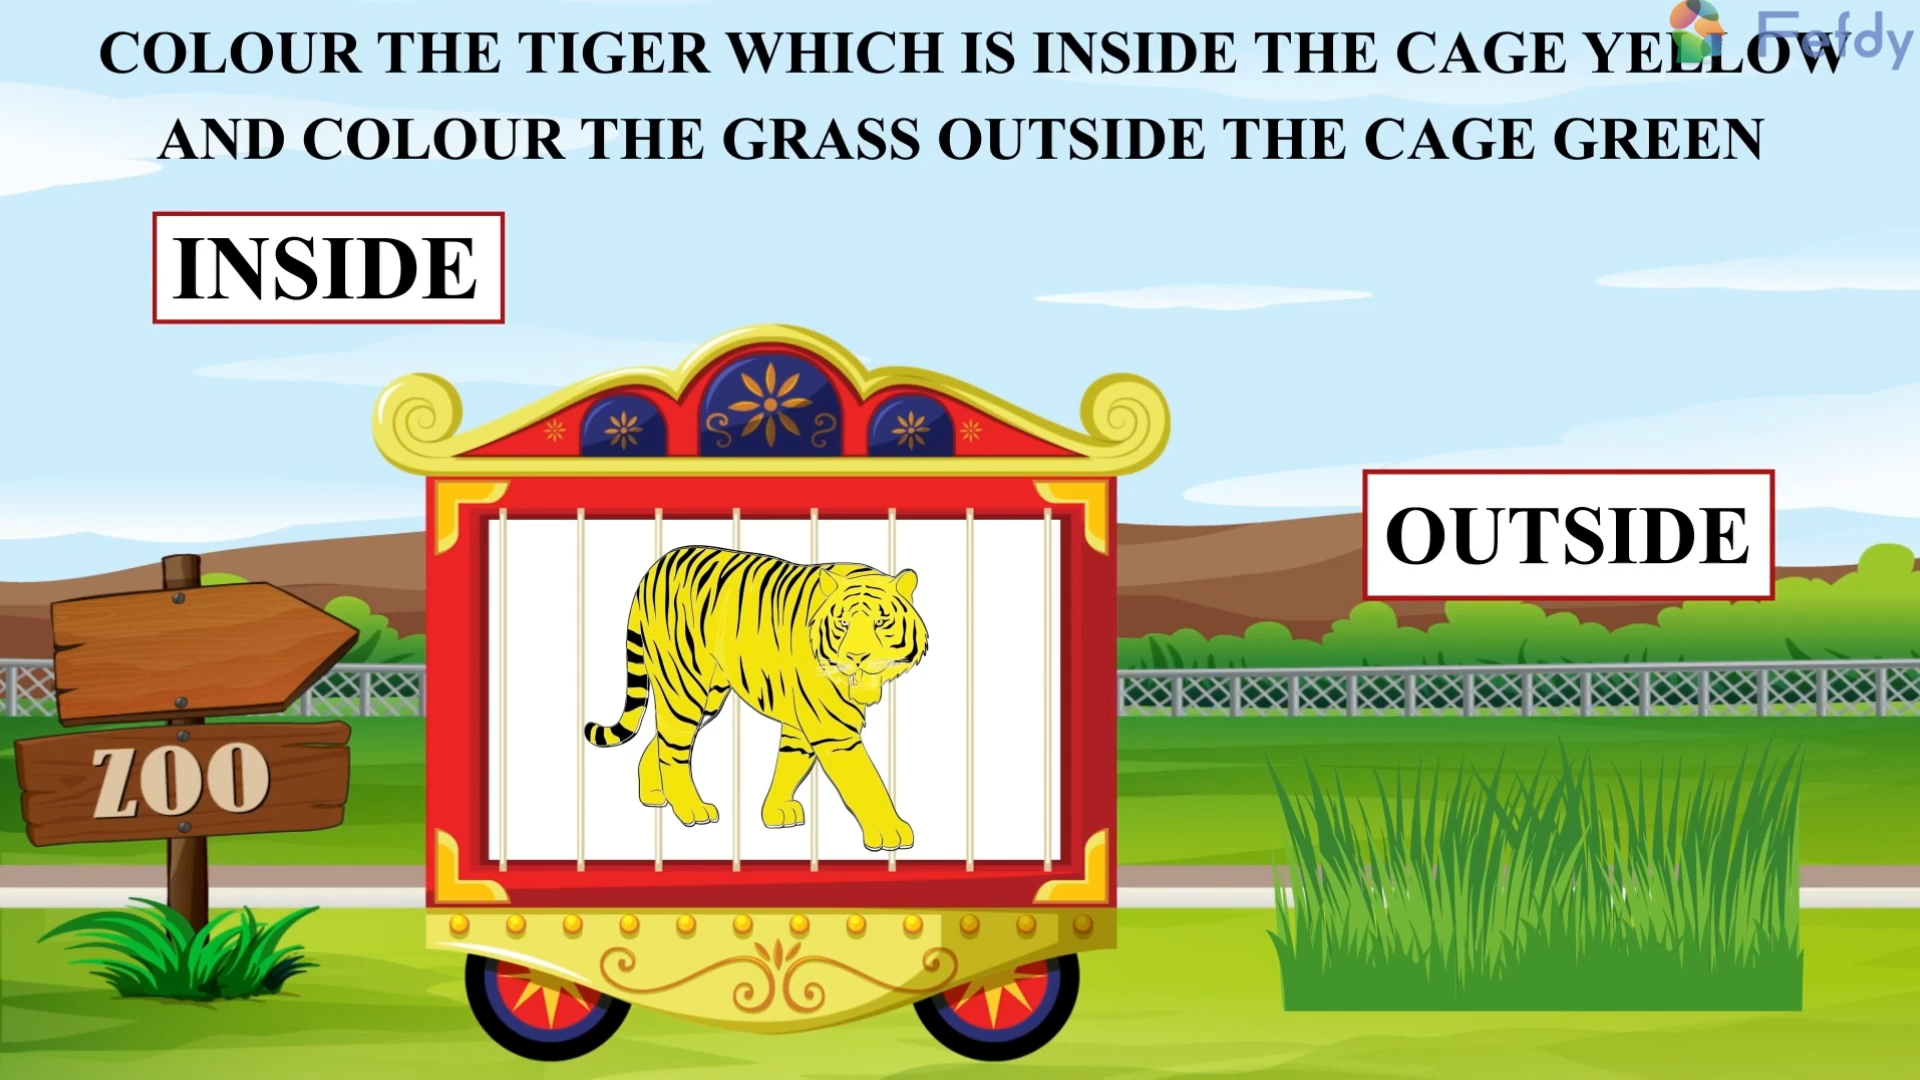 COLOUR THE TIGER WHICH IS INSIDE THE CAGE YELLOW
AND COLOUR THE GRASS OUTSIDE THE CAGE GREEN
Fefdy
INSIDE
OUTSIDE
ZOO